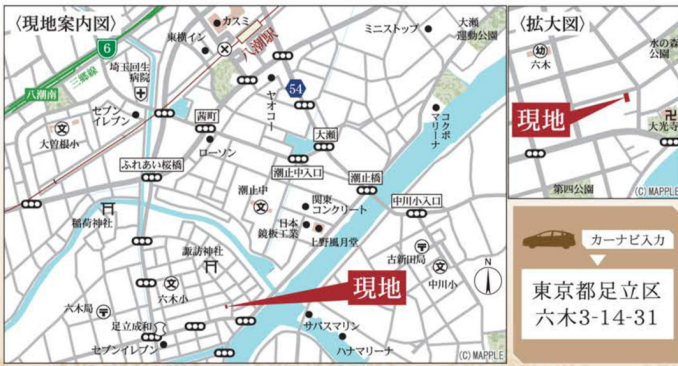 〈現地案内図〉
カスミ
ミニストップ
大瀬
運動公園
6
東横イン
八潮駅
三郷線
埼玉回生
病院
八潮南
54
ヤオコー
セブン
イレブン
茜町
コクボ
マリーナ
文
大曽根小
大瀬
ローソン
ふれあい桜橋
潮止中入口
潮止橋
潮止中
文
中川小入口
関東
コンクリート
稲荷神社
日本
鏡板工業
上野風月堂
諏訪神社
古新田局
文
中川小
文
六木小
現地
六木局
足立成和
サパスマリン
セブンイレブン
ハナマリーナ
(C)MAPPLE
〈拡大図〉
幼
六木
水の森
公園
現地
大光寺
第四公園
(C)MAPPLE
カーナビ入力
東京都足立区
六木3-14-31